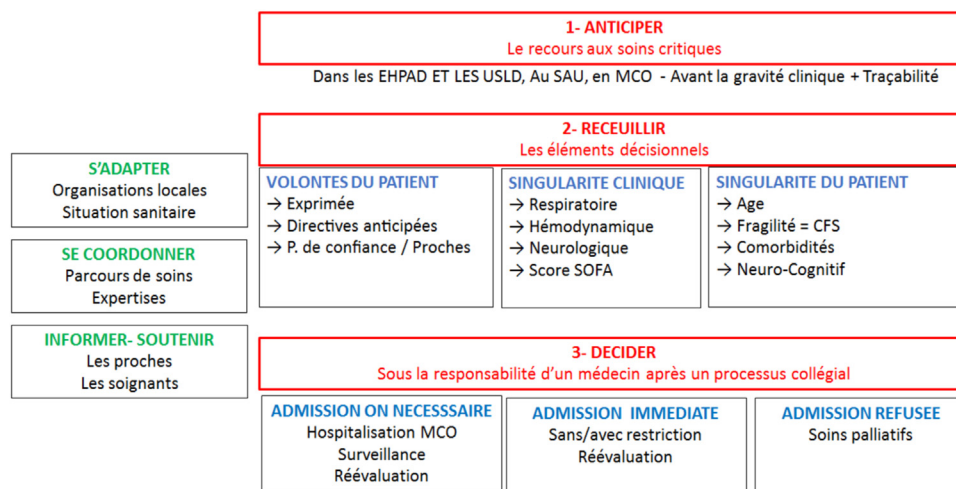 1- ANTICIPER
Le recours aux soins critiques
Dans les EHPAD ET LES USLD, Au SAU, en MCO - Avant la gravité clinique + Traçabilité
2- RECEUILLIR
Les éléments décisionnels
S'ADAPTER
Organisations locales
Situation sanitaire
SE COORDONNER
Parcours de soins
Expertises
INFORMER- SOUTENIR
Les proches
Les soignants
VOLONTES DU PATIENT
→ Exprimée
→ Directives anticipées
→ P. de confiance / Proches
SINGULARITE CLINIQUE
→ Respiratoire
→ Hémodynamique
→ Neurologique
→ Score SOFA
SINGULARITE DU PATIENT
→ Age
→ Fragilité = CFS
→ Comorbidités
→ Neuro-Cognitif
3- DECIDER
Sous la responsabilité d'un médecin après un processus collégial
ADMISSION ON NECESSSAIRE
Hospitalisation MCO
Surveillance
Réévaluation
ADMISSION IMMEDIATE
Sans/avec restriction
Réévaluation
ADMISSION REFUSEE
Soins palliatifs